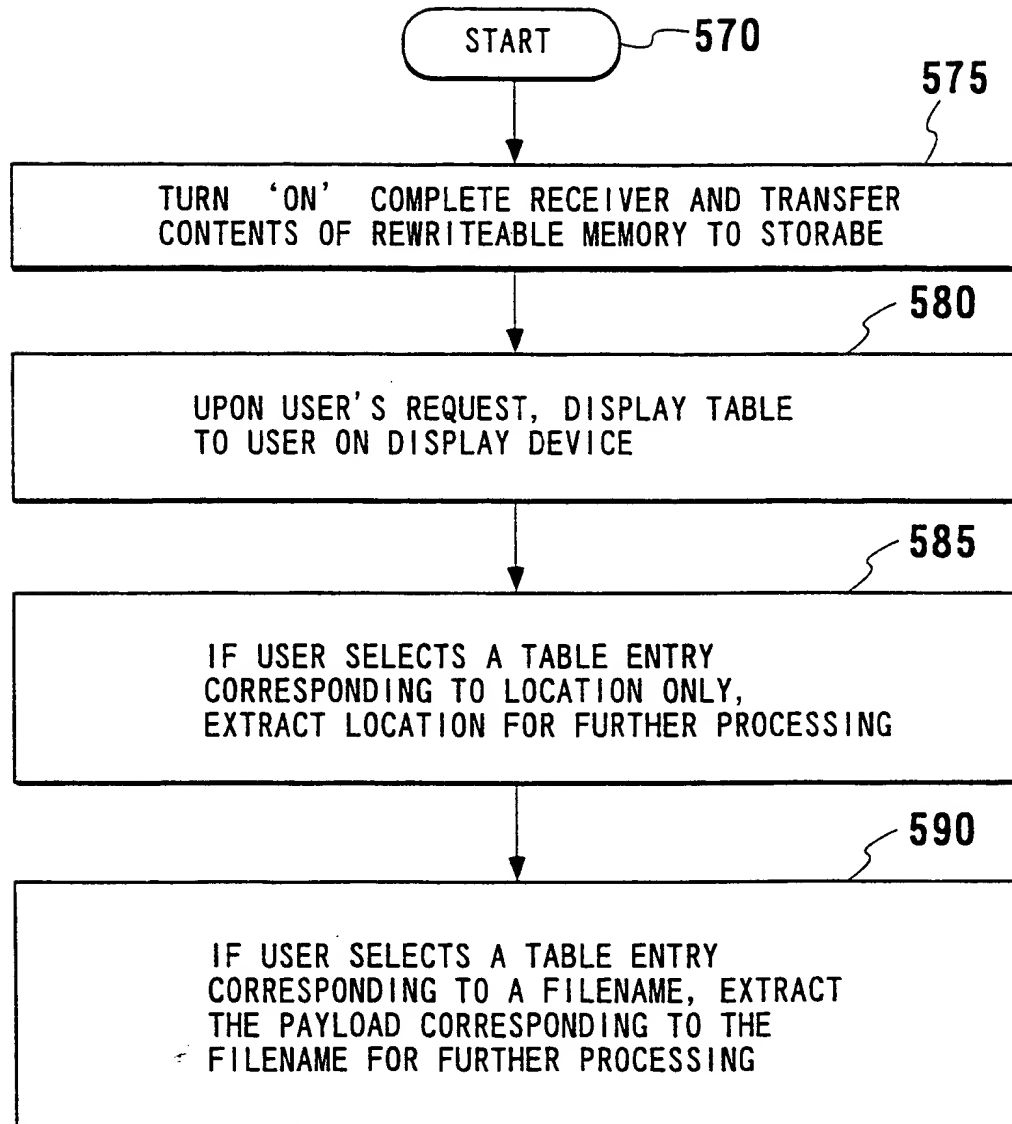 START
570
575
TURN 'ON' COMPLETE RECEIVER AND TRANSFER
CONTENTS OF REWRITEABLE MEMORY TO STORABE
580
UPON USER'S REQUEST, DISPLAY TABLE
TO USER ON DISPLAY DEVICE
585
IF USER SELECTS A TABLE ENTRY
CORRESPONDING TO LOCATION ONLY,
EXTRACT LOCATION FOR FURTHER PROCESSING
590
IF USER SELECTS A TABLE ENTRY
CORRESPONDING TO A FILENAME, EXTRACT
THE PAYLOAD CORRESPONDING TO THE
FILENAME FOR FURTHER PROCESSING